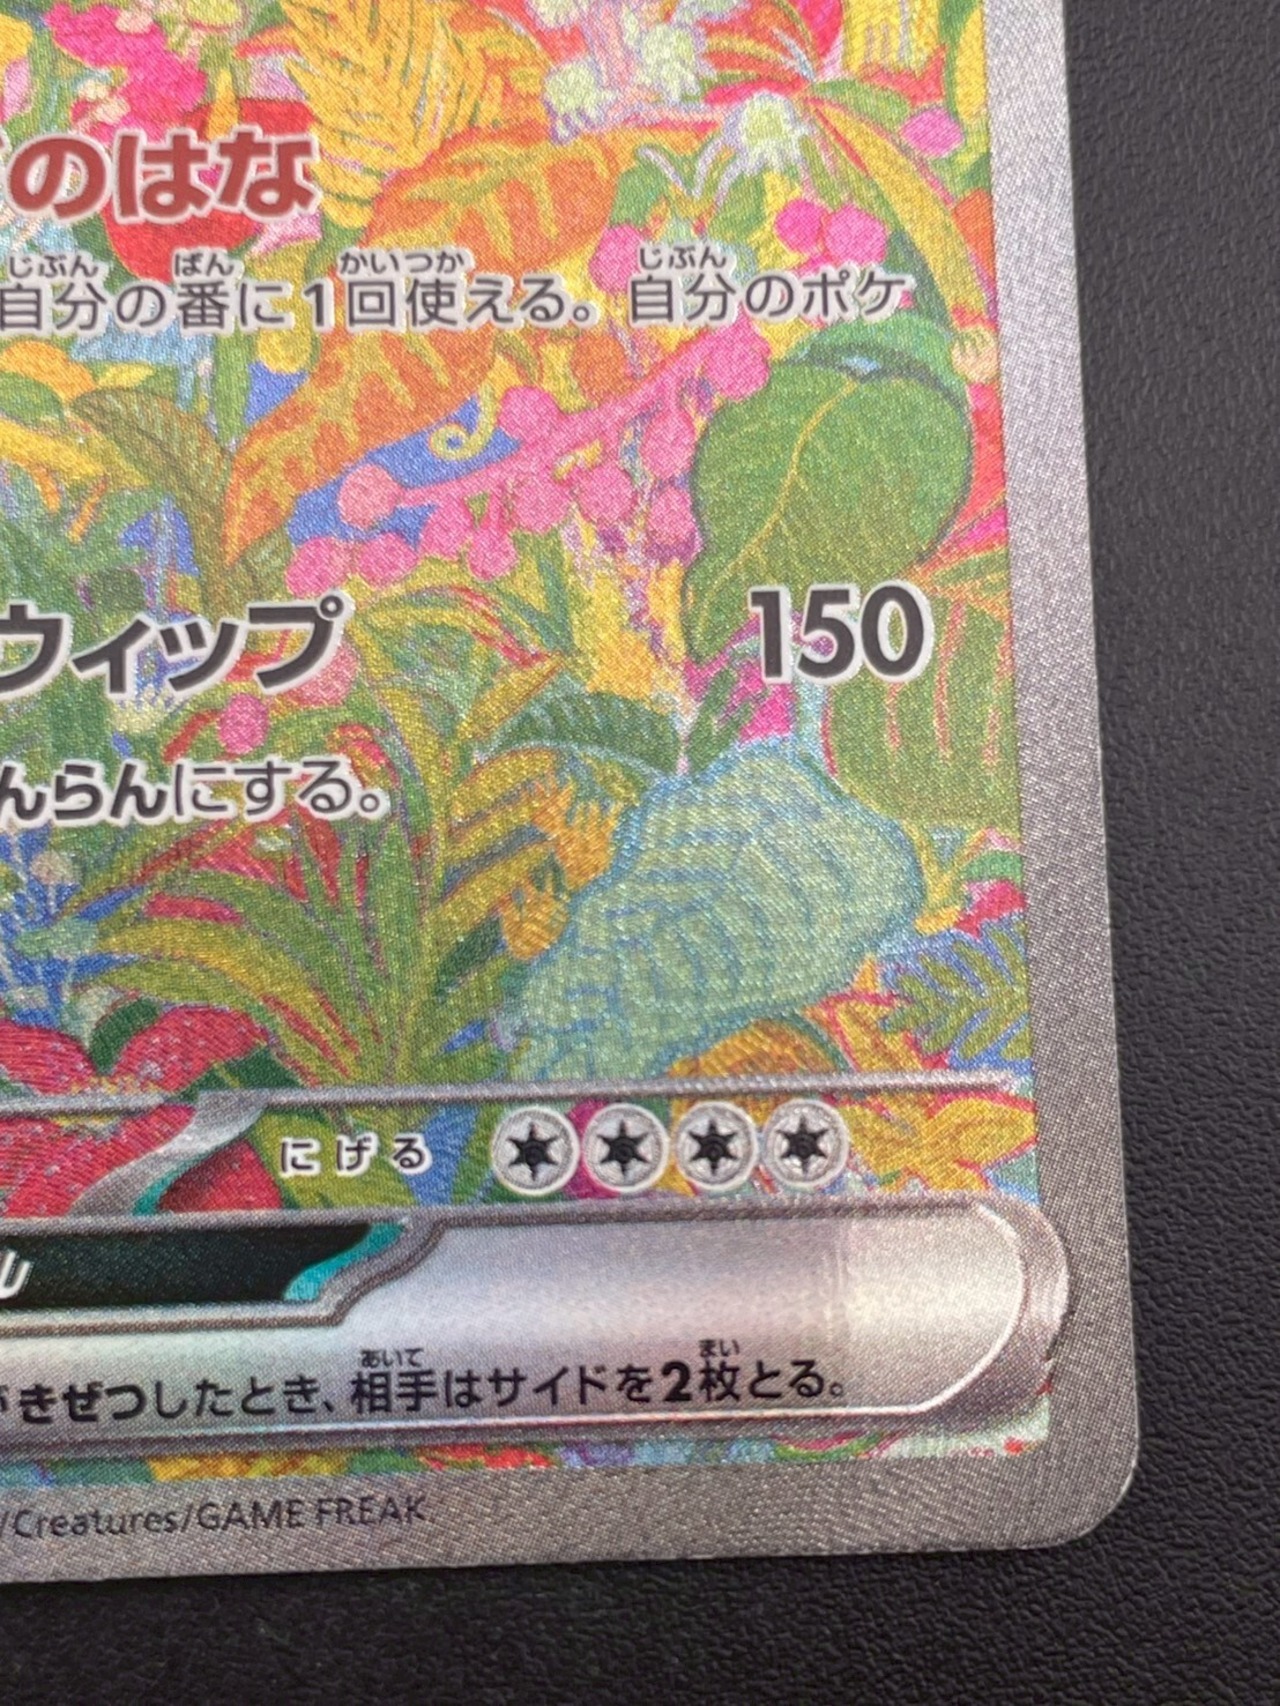 のはな
じぶん ばん かいつか じぶん
自分の番に1回使える。自分のポケ
ウィップ 150
んらんにする。
にげる
ル
あいて まい
がきぜつしたとき、相手はサイドを2枚とる。
/Creatures/GAME FREAK